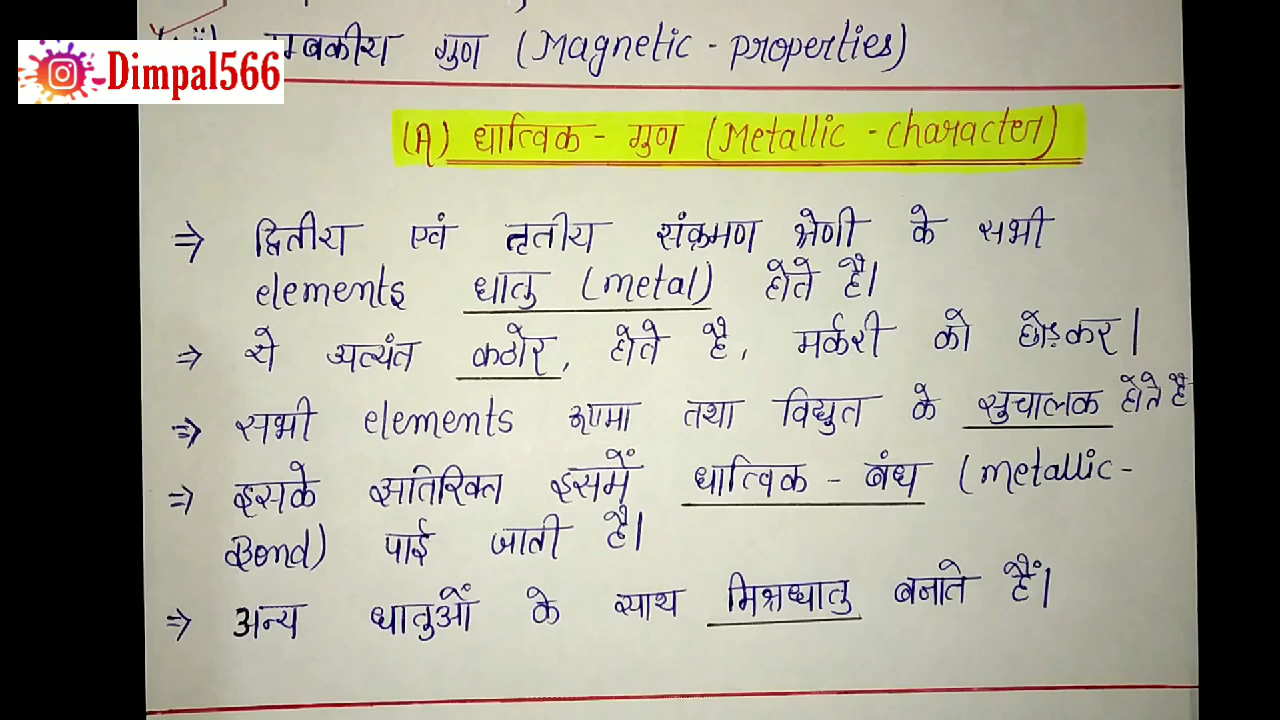 चुम्बकीय गुण (Magnetic - properties)
-Dimpal566
(A) धात्विक - गुण (Metallic - character)
⇒ द्वितीय एवं तृतीय संक्रमण श्रेणी के सभी
elements धातु (metal) होते है।
⇒ ये अत्यंत कठोर, होते है, मर्करी को छोड़कर।
⇒ सभी elements ऊष्मा तथा विद्युत के सुचालक होते है
⇒ इसके अतिरिक्त इसमें धात्विक - बंध (metallic -
Bond) पाई जाती है।
⇒ अन्य धातुओं के साथ मिश्रधातु बनाते हैं।